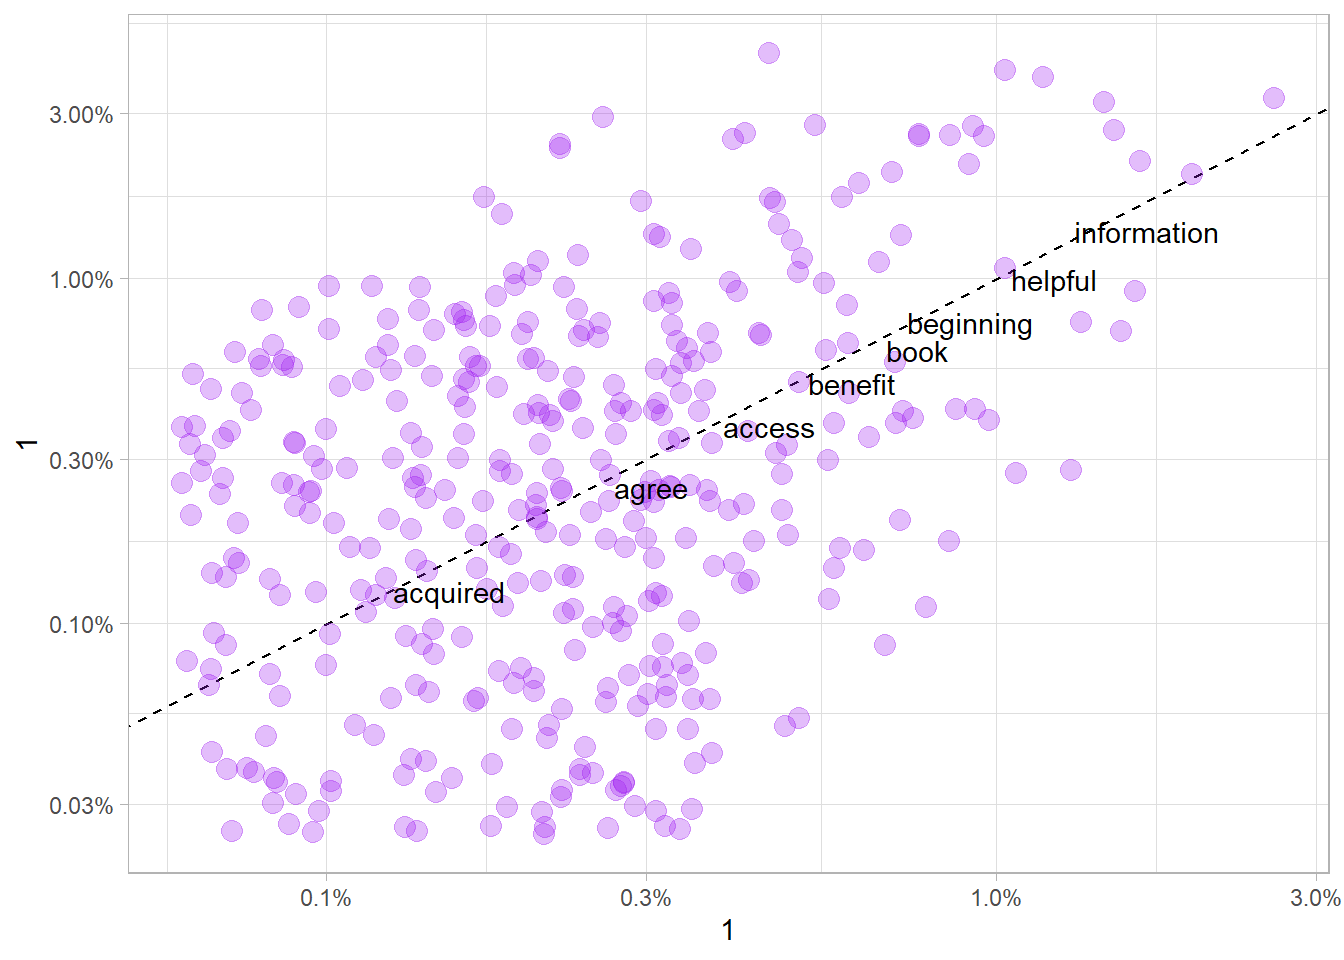 3.00%
information
1.00%
helpful
beginning
book
benefit
access
1
0.30%
agree
acquired
0.10%
0.03%
0.1%
0.3%
1.0%
3.0%
1